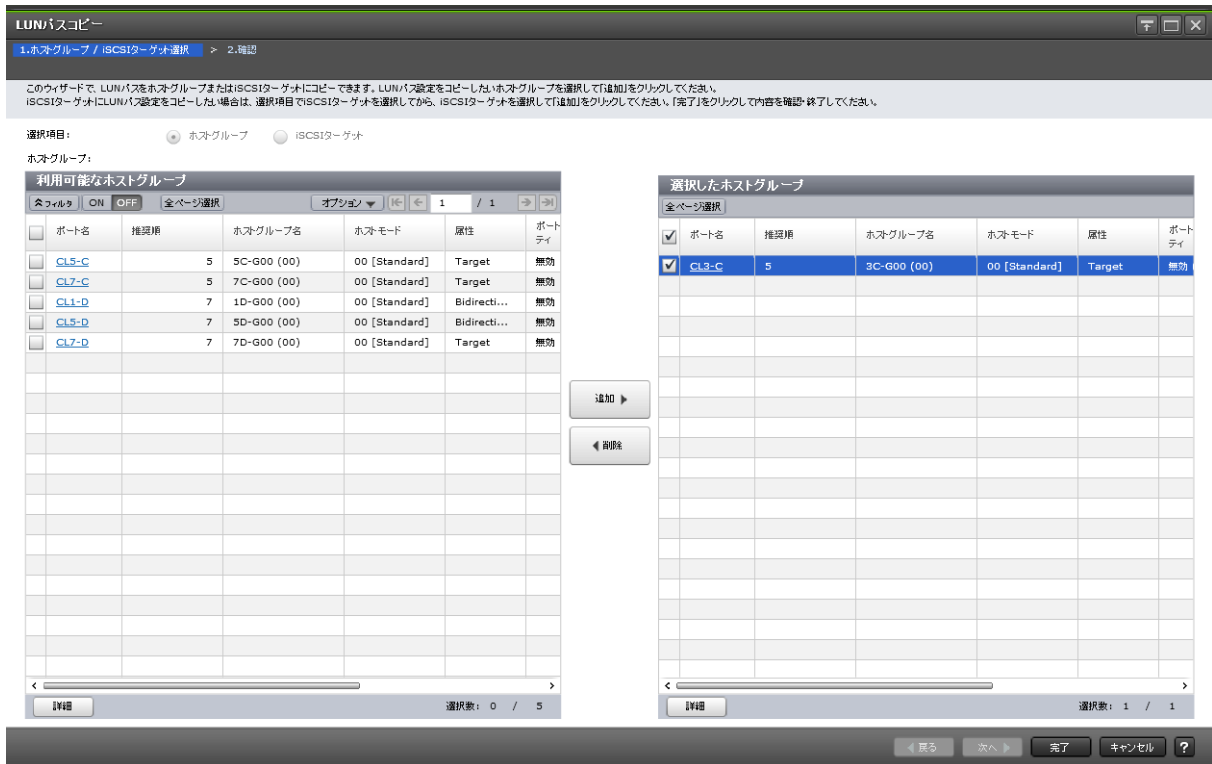 LUNパスコピー
1.ホストグループ / iSCSIターゲット選択 > 2.確認
このウィザードで、LUNパスをホストグループまたはiSCSIターゲットにコピーできます。LUNパス設定をコピーしたいホストグループを選択して「追加」をクリックしてください。
iSCSIターゲットにLUNパス設定をコピーしたい場合は、選択項目でiSCSIターゲットを選択してから、iSCSIターゲットを選択して「追加」をクリックしてください。「完了」をクリックして内容を確認・終了してください。
選択項目: ホストグループ iSCSIターゲット
ホストグループ:
利用可能なホストグループ
フィルタ ON OFF 全ページ選択 オプション 1 / 1
ポート名 推奨順 ホストグループ名 ホストモード 属性 ポート
ティ
CL5-C 5 5C-G00 (00) 00 [Standard] Target 無効
CL7-C 5 7C-G00 (00) 00 [Standard] Target 無効
CL1-D 7 1D-G00 (00) 00 [Standard] Bidirecti... 無効
CL5-D 7 5D-G00 (00) 00 [Standard] Bidirecti... 無効
CL7-D 7 7D-G00 (00) 00 [Standard] Target 無効
詳細 選択数: 0 / 5
追加
削除
選択したホストグループ
全ページ選択
ポート名 推奨順 ホストグループ名 ホストモード 属性 ポート
ティ
CL3-C 5 3C-G00 (00) 00 [Standard] Target 無効
詳細 選択数: 1 / 1
戻る 次へ 完了 キャンセル ?